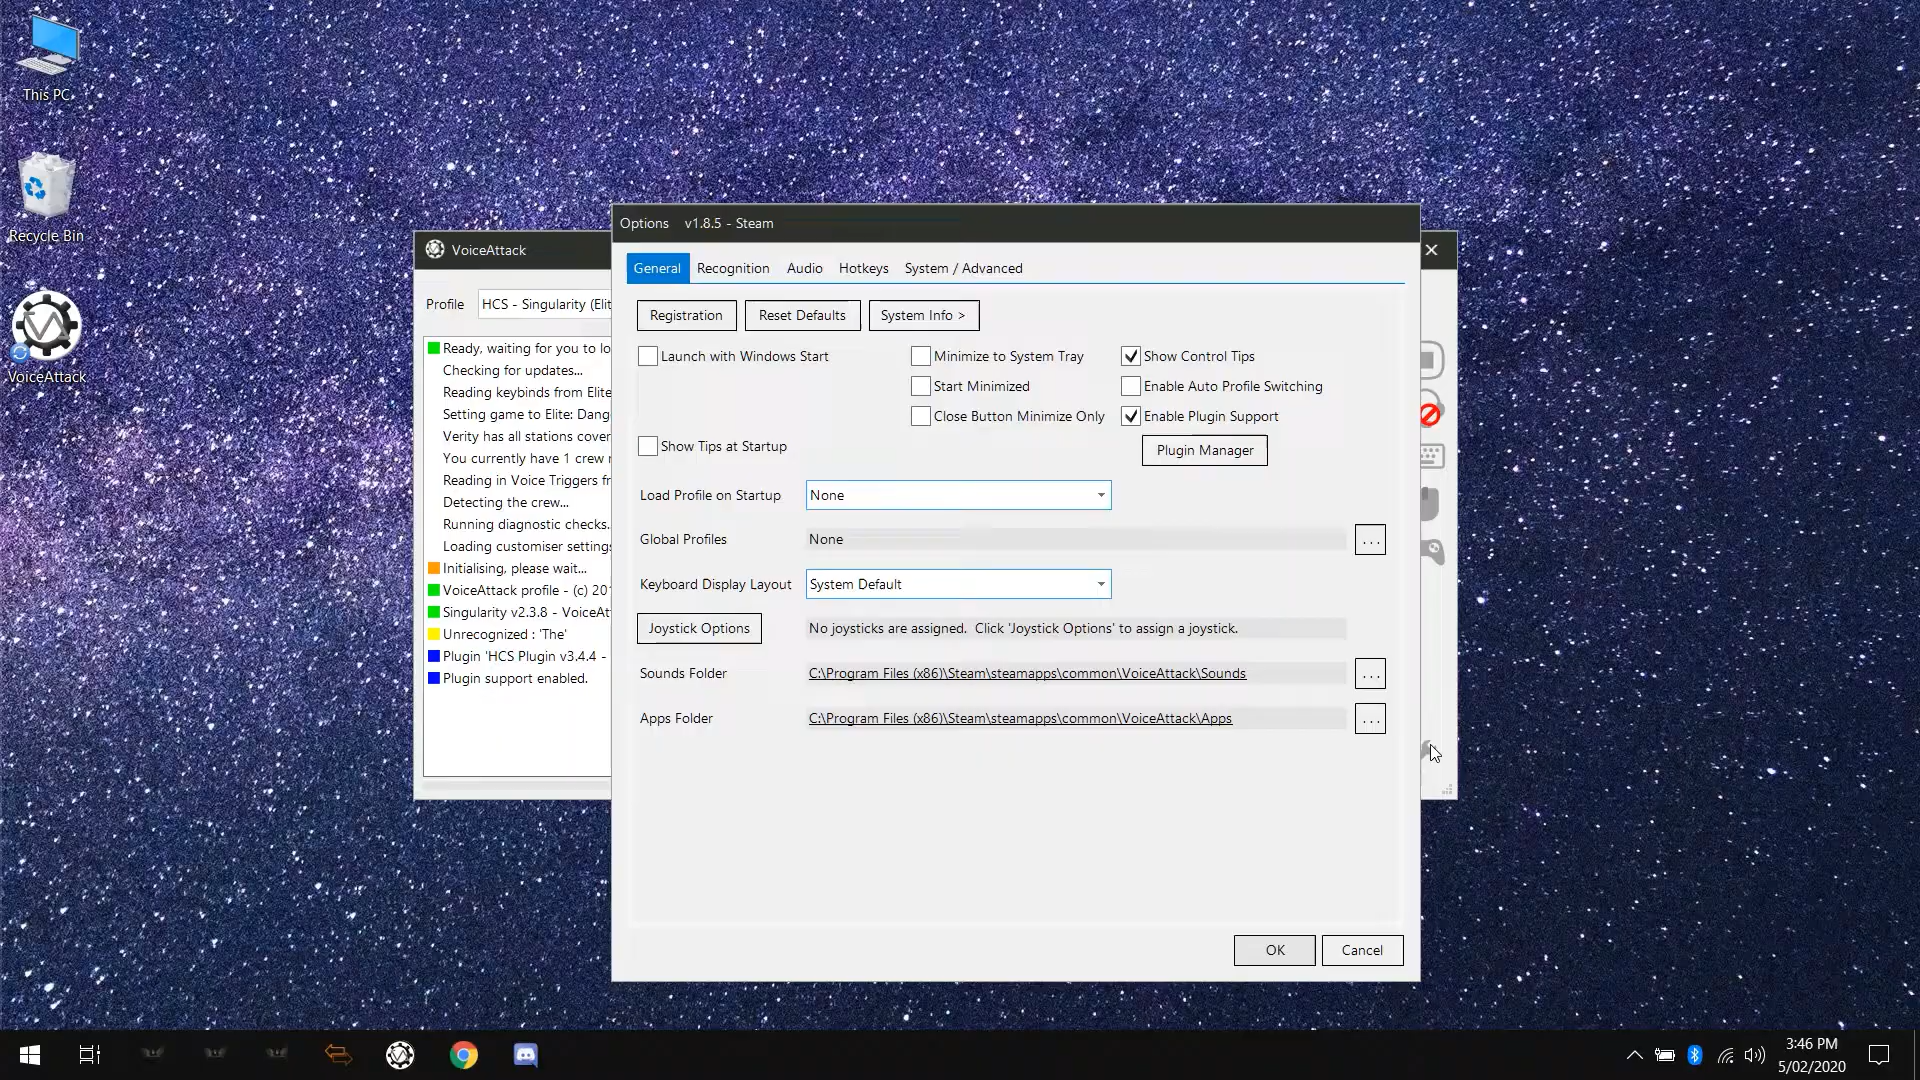 This PC
Recycle Bin
VoiceAttack
VoiceAttack
Profile
HCS - Singularity (Elit
Ready, waiting for you to lo
Checking for updates...
Reading keybinds from Elite
Setting game to Elite: Dang
Verity has all stations cover
You currently have 1 crew r
Reading in Voice Triggers fr
Detecting the crew...
Running diagnostic checks.
Loading customiser settings
Initialising, please wait...
VoiceAttack profile - (c) 201
Singularity v2.3.8 - VoiceAt
Unrecognized : 'The'
Plugin 'HCS Plugin v3.4.4 -
Plugin support enabled.
Options v1.8.5 - Steam
General Recognition Audio Hotkeys System / Advanced
Registration Reset Defaults System Info >
Launch with Windows Start Minimize to System Tray Show Control Tips
Start Minimized Enable Auto Profile Switching
Close Button Minimize Only Enable Plugin Support
Show Tips at Startup Plugin Manager
Load Profile on Startup None
Global Profiles None ...
Keyboard Display Layout System Default
Joystick Options No joysticks are assigned. Click 'Joystick Options' to assign a joystick.
Sounds Folder C:\Program Files (x86)\Steam\steamapps\common\VoiceAttack\Sounds ...
Apps Folder C:\Program Files (x86)\Steam\steamapps\common\VoiceAttack\Apps ...
OK Cancel
3:46 PM
5/02/2020